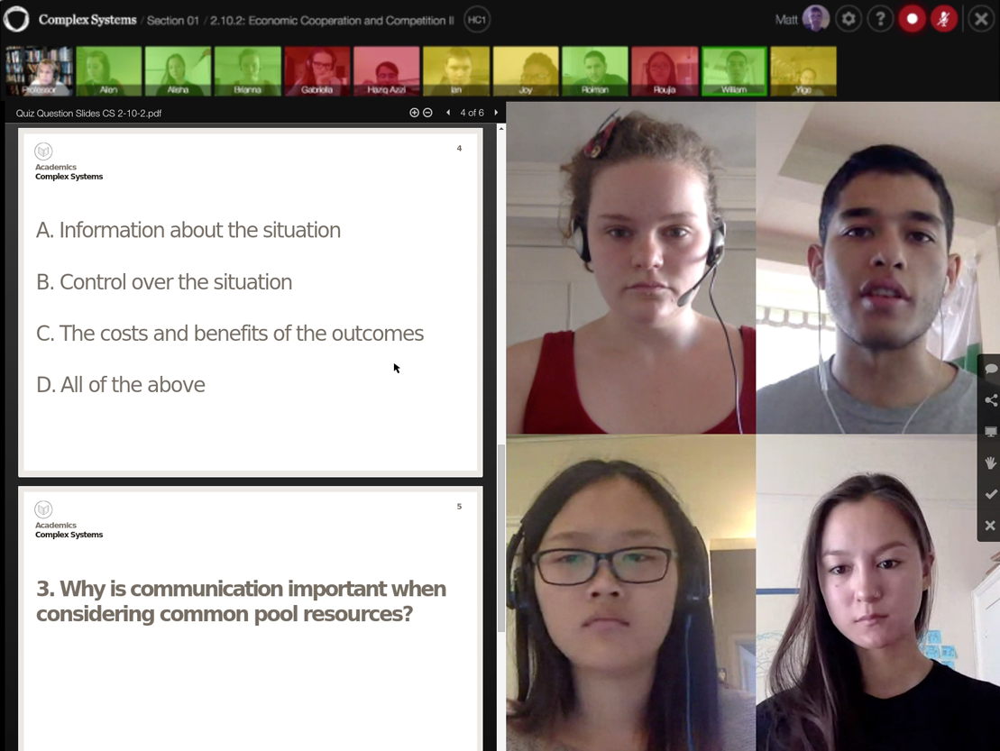 Complex Systems / Section 01 / 2.10.2: Economic Cooperation and Competition II HC1
Matt
Professor
Allen
Alisha
Brianna
Gabriella
Haziq Azzi
Ian
Joy
Rolman
Roujia
William
Yige
Quiz Question Slides CS 2-10-2.pdf
4 of 6
4
Academics
Complex Systems
A. Information about the situation
B. Control over the situation
C. The costs and benefits of the outcomes
D. All of the above
5
Academics
Complex Systems
3. Why is communication important when
considering common pool resources?